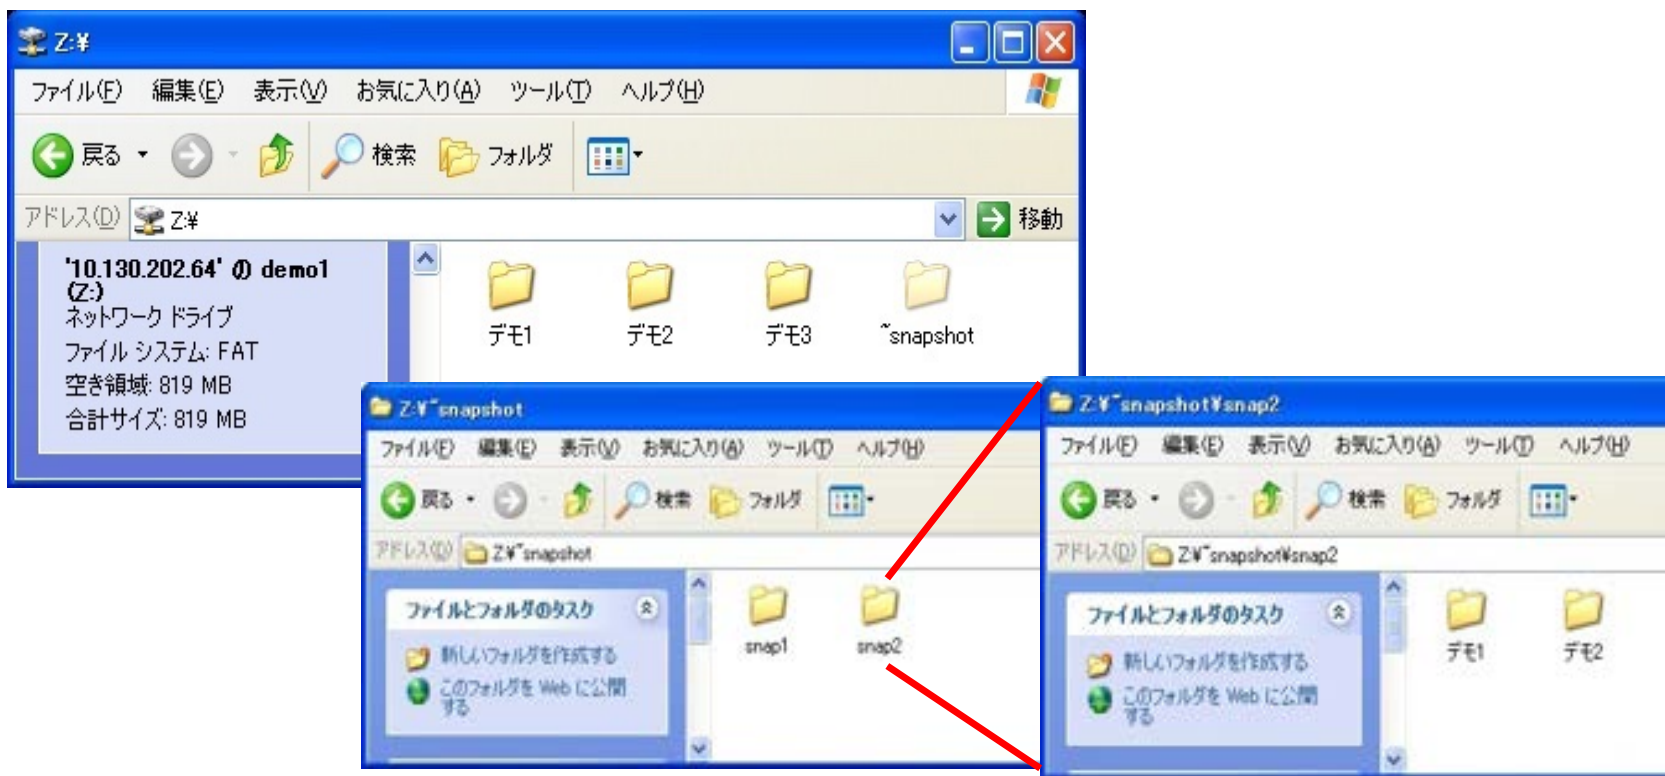 Z:¥
ファイル(F) 編集(E) 表示(V) お気に入り(A) ツール(T) ヘルプ(H)
戻る 検索 フォルダ
アドレス(D) Z:¥ 移動
'10.130.202.64' の demo1
(Z:)
ネットワーク ドライブ
ファイル システム: FAT
空き領域: 819 MB
合計サイズ: 819 MB
デモ1 デモ2 デモ3 ~snapshot
Z:¥~snapshot
ファイル(F) 編集(E) 表示(V) お気に入り(A) ツール(T) ヘルプ(H)
戻る 検索 フォルダ
アドレス(D) Z:¥~snapshot
ファイルとフォルダのタスク
新しいフォルダを作成する
このフォルダを Web に公開
する
snap1 snap2
Z:¥~snapshot¥snap2
ファイル(F) 編集(E) 表示(V) お気に入り(A) ツール(T) ヘルプ(H)
戻る 検索 フォルダ
アドレス(D) Z:¥~snapshot¥snap2
ファイルとフォルダのタスク
新しいフォルダを作成する
このフォルダを Web に公開
する
デモ1 デモ2